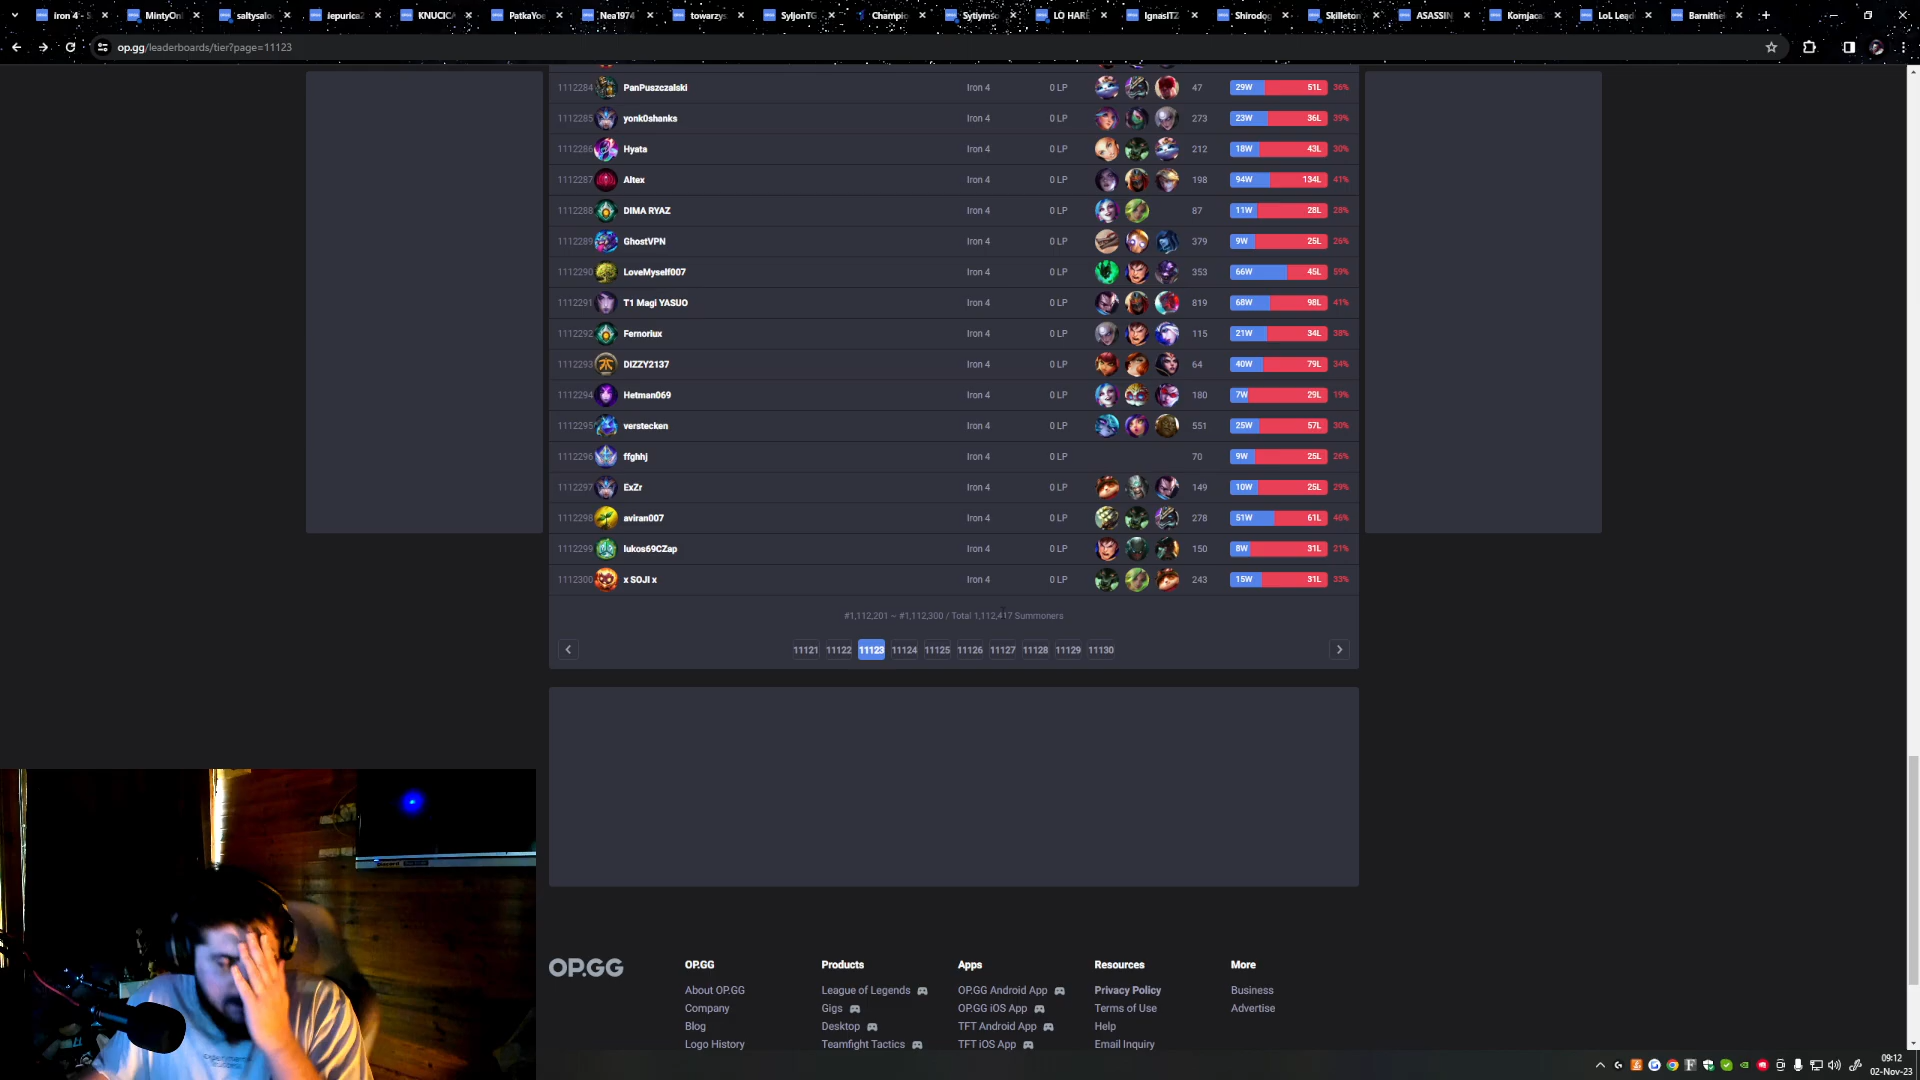 iron 4 - S
MintyOni
saltysalo
Jepurica2
KNUCIC
PatkaYo
Nea1974
towarzys
SyljonTG
Champio
Sytiymso
LÒ HARÉ
IgnasITZ
Shirodog
Skilleton
ASASSIN
Komjaca
LoL Lead
Barnithe
op.gg/leaderboards/tier?page=11123
1112284 PanPuszczalski Iron 4 0 LP 47 29W 51L 36%
1112285 yonk0shanks Iron 4 0 LP 273 23W 36L 39%
1112286 Hyata Iron 4 0 LP 212 18W 43L 30%
1112287 Altex Iron 4 0 LP 198 94W 134L 41%
1112288 DIMA RYAZ Iron 4 0 LP 87 11W 28L 28%
1112289 GhostVPN Iron 4 0 LP 379 9W 25L 26%
1112290 LoveMyself007 Iron 4 0 LP 353 66W 45L 59%
1112291 T1 Magi YASUO Iron 4 0 LP 819 68W 98L 41%
1112292 Femoriux Iron 4 0 LP 115 21W 34L 38%
1112293 DIZZY2137 Iron 4 0 LP 64 40W 79L 34%
1112294 Hetman069 Iron 4 0 LP 180 7W 29L 19%
1112295 verstecken Iron 4 0 LP 551 25W 57L 30%
1112296 ffghhj Iron 4 0 LP 70 9W 25L 26%
1112297 ExZr Iron 4 0 LP 149 10W 25L 29%
1112298 aviran007 Iron 4 0 LP 278 51W 61L 46%
1112299 lukos69CZap Iron 4 0 LP 150 8W 31L 21%
1112300 x SOJI x Iron 4 0 LP 243 15W 31L 33%
#1,112,201 ~ #1,112,300 / Total 1,112,417 Summoners
11121 11122 11123 11124 11125 11126 11127 11128 11129 11130
OP.GG
OP.GG
About OP.GG
Company
Blog
Logo History
Products
League of Legends
Gigs
Desktop
Teamfight Tactics
Apps
OP.GG Android App
OP.GG iOS App
TFT Android App
TFT iOS App
Resources
Privacy Policy
Terms of Use
Help
Email Inquiry
More
Business
Advertise
09:12
02-Nov-23